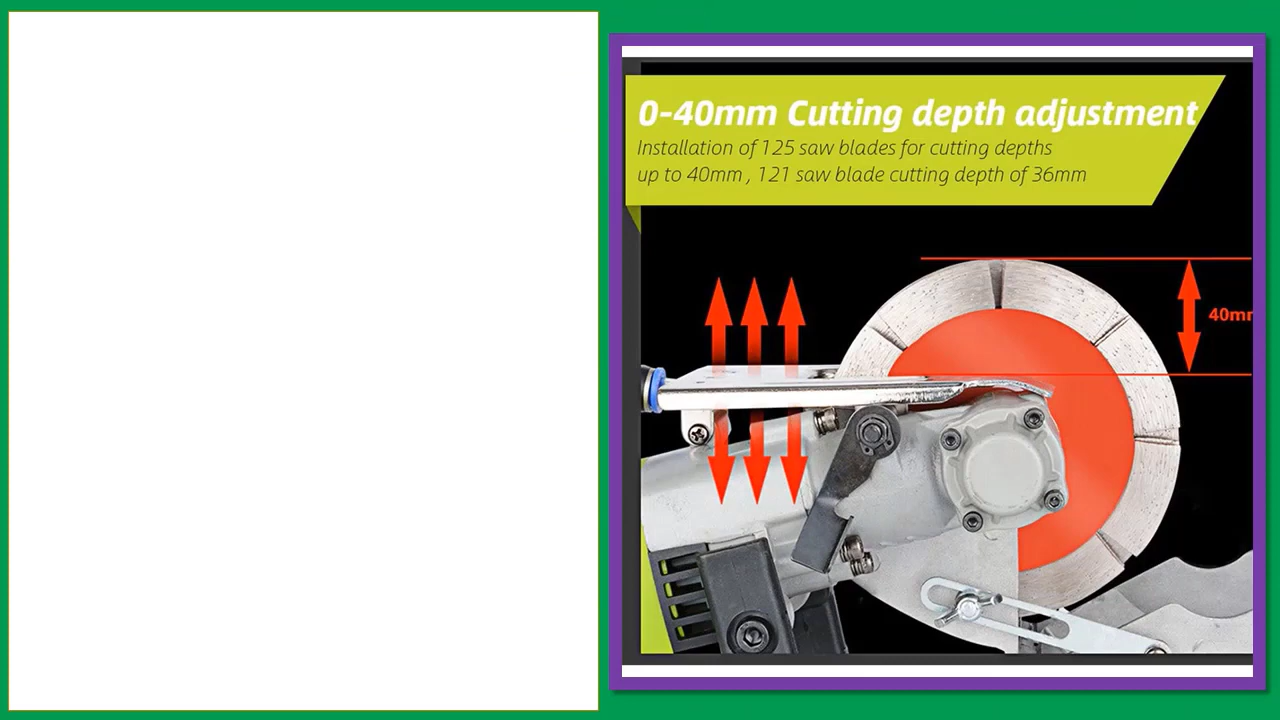 0-40mm Cutting depth adjustment
Installation of 125 saw blades for cutting depths
up to 40mm , 121 saw blade cutting depth of 36mm
40mm